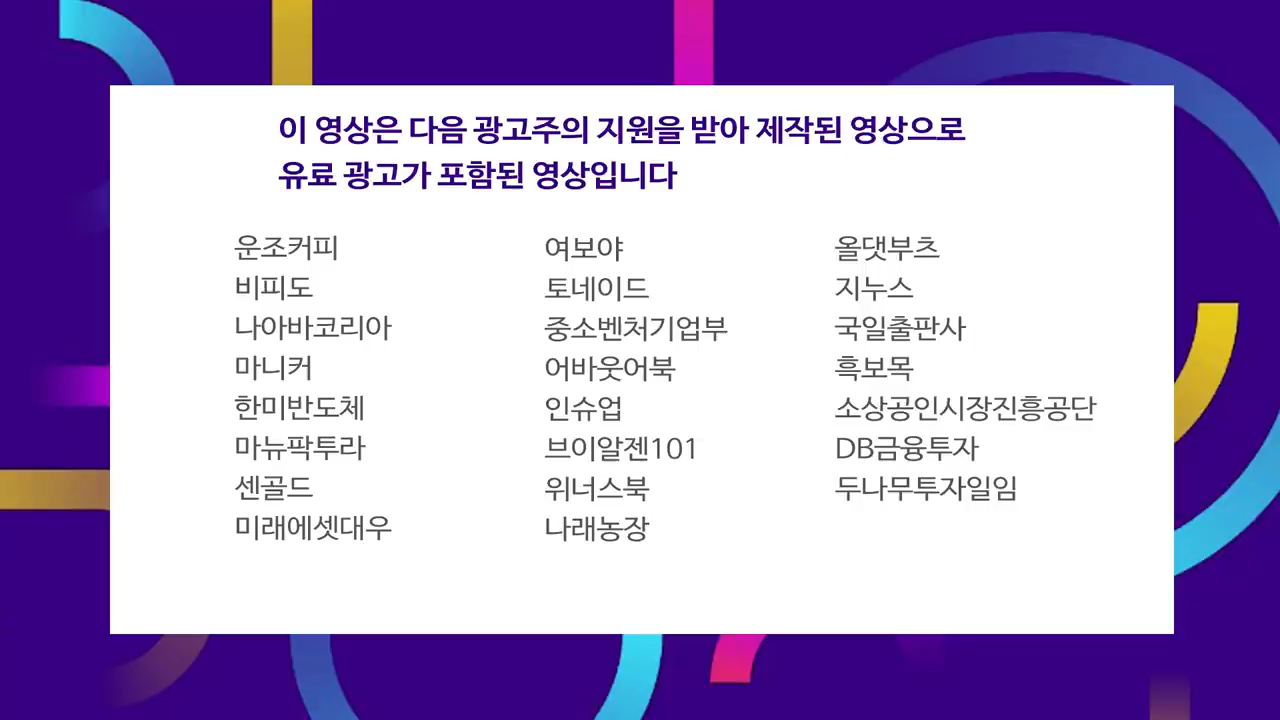 이 영상은 다음 광고주의 지원을 받아 제작된 영상으로
유료 광고가 포함된 영상입니다
운조커피
비피도
나아바코리아
마니커
한미반도체
마뉴팍투라
센골드
미래에셋대우
여보야
토네이드
중소벤처기업부
어바웃어북
인슈업
브이알젠101
위너스북
나래농장
올댓부츠
지누스
국일출판사
흑보목
소상공인시장진흥공단
DB금융투자
두나무투자일임